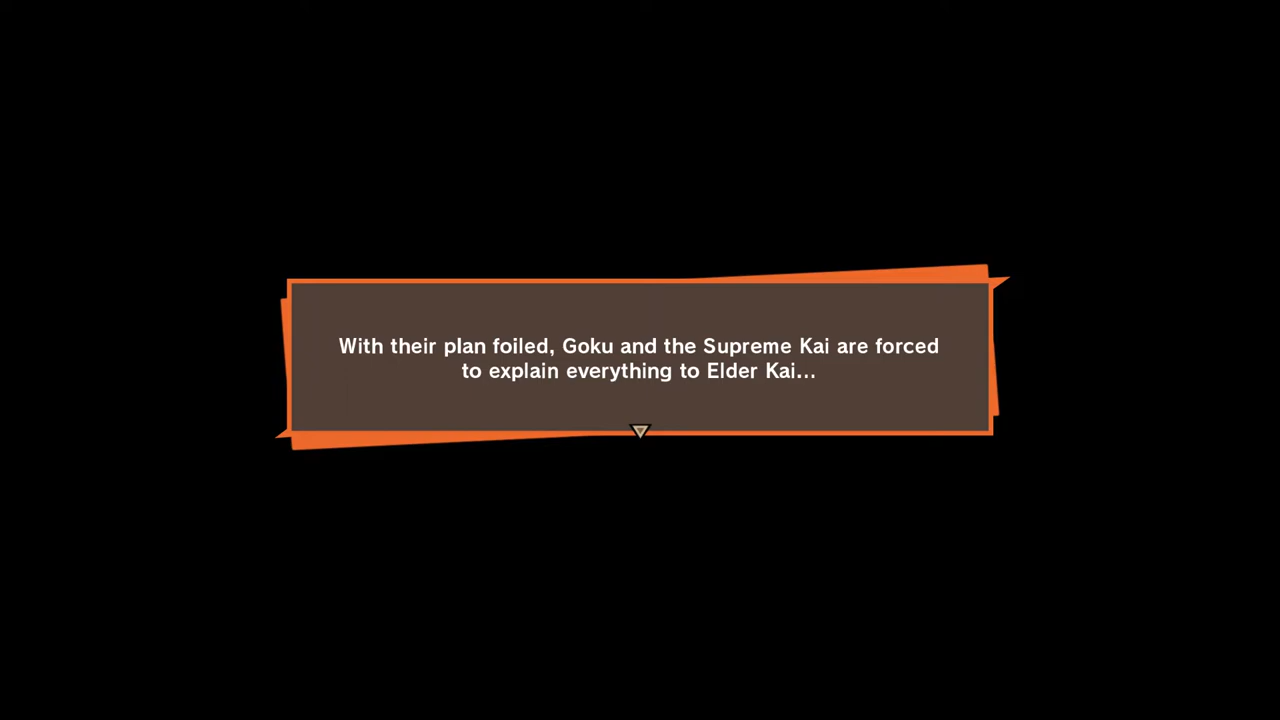 With their plan foiled, Goku and the Supreme Kai are forced
to explain everything to Elder Kai...